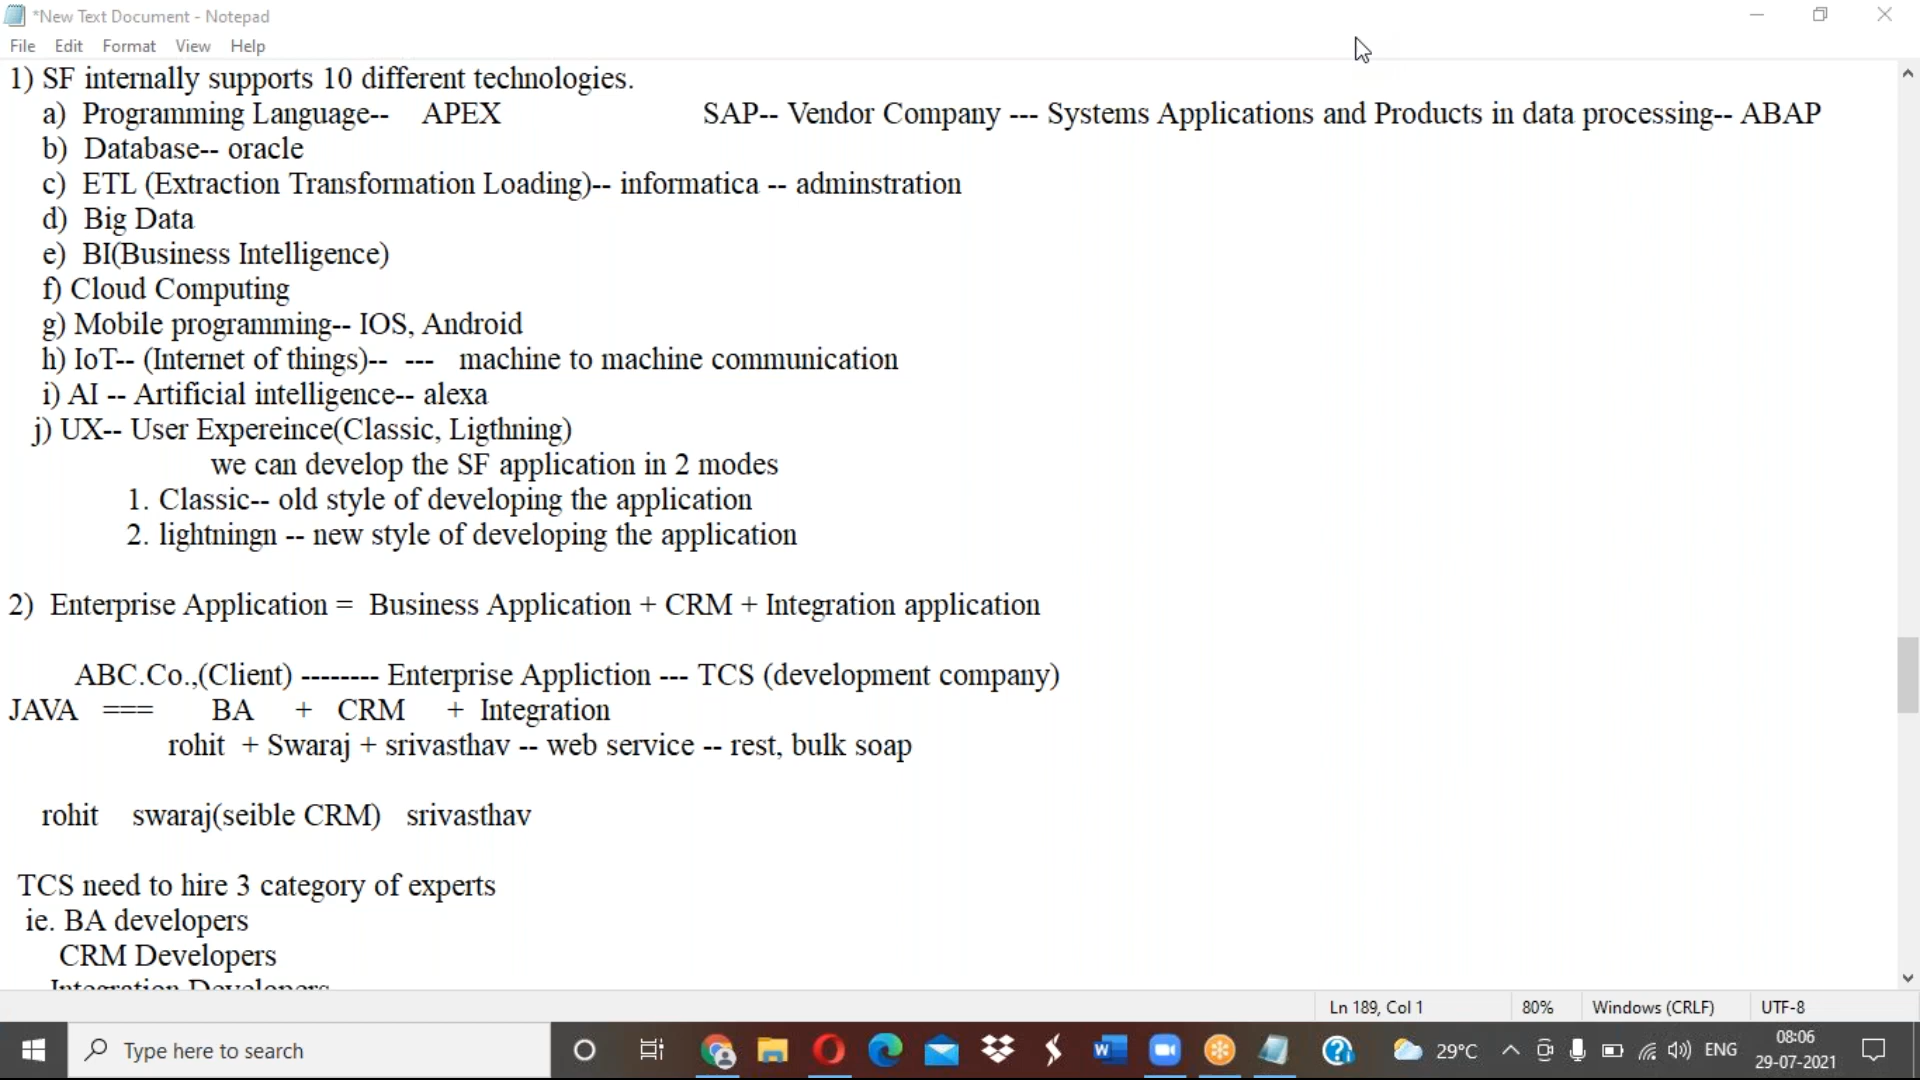 *New Text Document - Notepad
File Edit Format View Help
1) SF internally supports 10 different technologies.
a) Programming Language-- APEX SAP-- Vendor Company --- Systems Applications and Products in data processing-- ABAP
b) Database-- oracle
c) ETL (Extraction Transformation Loading)-- informatica -- adminstration
d) Big Data
e) BI(Business Intelligence)
f) Cloud Computing
g) Mobile programming-- IOS, Android
h) IoT-- (Internet of things)-- --- machine to machine communication
i) AI -- Artificial intelligence-- alexa
j) UX-- User Expereince(Classic, Ligthning)
we can develop the SF application in 2 modes
1. Classic-- old style of developing the application
2. lightningn -- new style of developing the application
2) Enterprise Application = Business Application + CRM + Integration application
ABC.Co.,(Client) -------- Enterprise Appliction --- TCS (development company)
JAVA === BA + CRM + Integration
rohit + Swaraj + srivasthav -- web service -- rest, bulk soap
rohit swaraj(seible CRM) srivasthav
TCS need to hire 3 category of experts
ie. BA developers
CRM Developers
Integration Developers
Ln 189, Col 1 80% Windows (CRLF) UTF-8
Type here to search 29°C ENG 08:06
29-07-2021